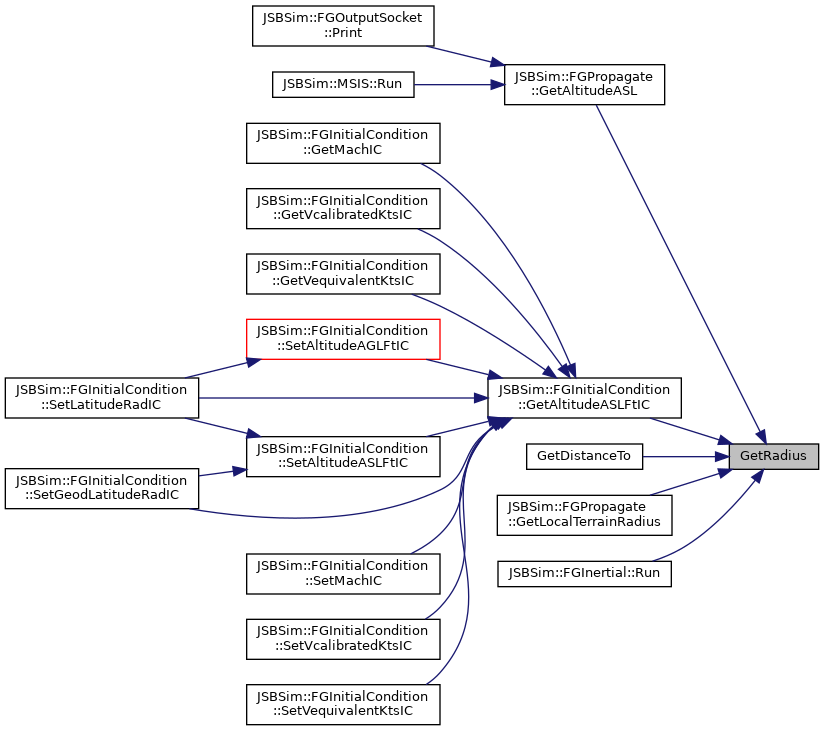 JSBSim::FGOutputSocket
::Print
JSBSim::MSIS::Run
JSBSim::FGPropagate
::GetAltitudeASL
JSBSim::FGInitialCondition
::GetMachIC
JSBSim::FGInitialCondition
::GetVcalibratedKtsIC
JSBSim::FGInitialCondition
::GetVequivalentKtsIC
JSBSim::FGInitialCondition
::SetAltitudeAGLFtIC
JSBSim::FGInitialCondition
::SetLatitudeRadIC
JSBSim::FGInitialCondition
::GetAltitudeASLFtIC
JSBSim::FGInitialCondition
::SetAltitudeASLFtIC
GetDistanceTo
GetRadius
JSBSim::FGInitialCondition
::SetGeodLatitudeRadIC
JSBSim::FGPropagate
::GetLocalTerrainRadius
JSBSim::FGInertial::Run
JSBSim::FGInitialCondition
::SetMachIC
JSBSim::FGInitialCondition
::SetVcalibratedKtsIC
JSBSim::FGInitialCondition
::SetVequivalentKtsIC